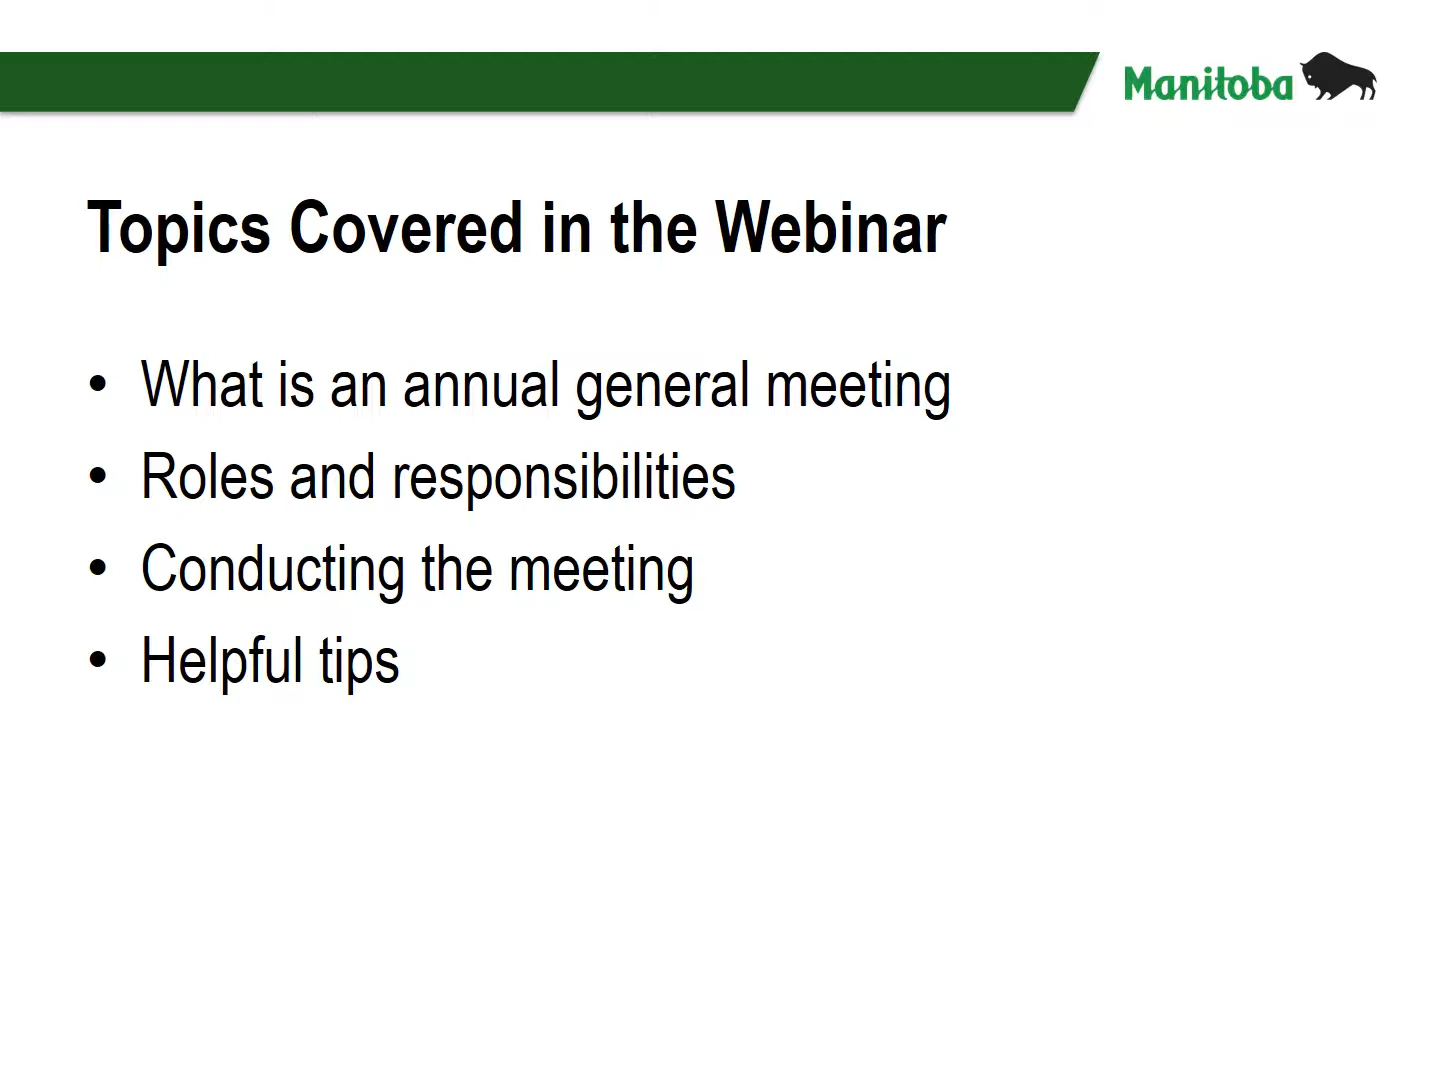 Manitoba
Topics Covered in the Webinar
• What is an annual general meeting
• Roles and responsibilities
• Conducting the meeting
• Helpful tips